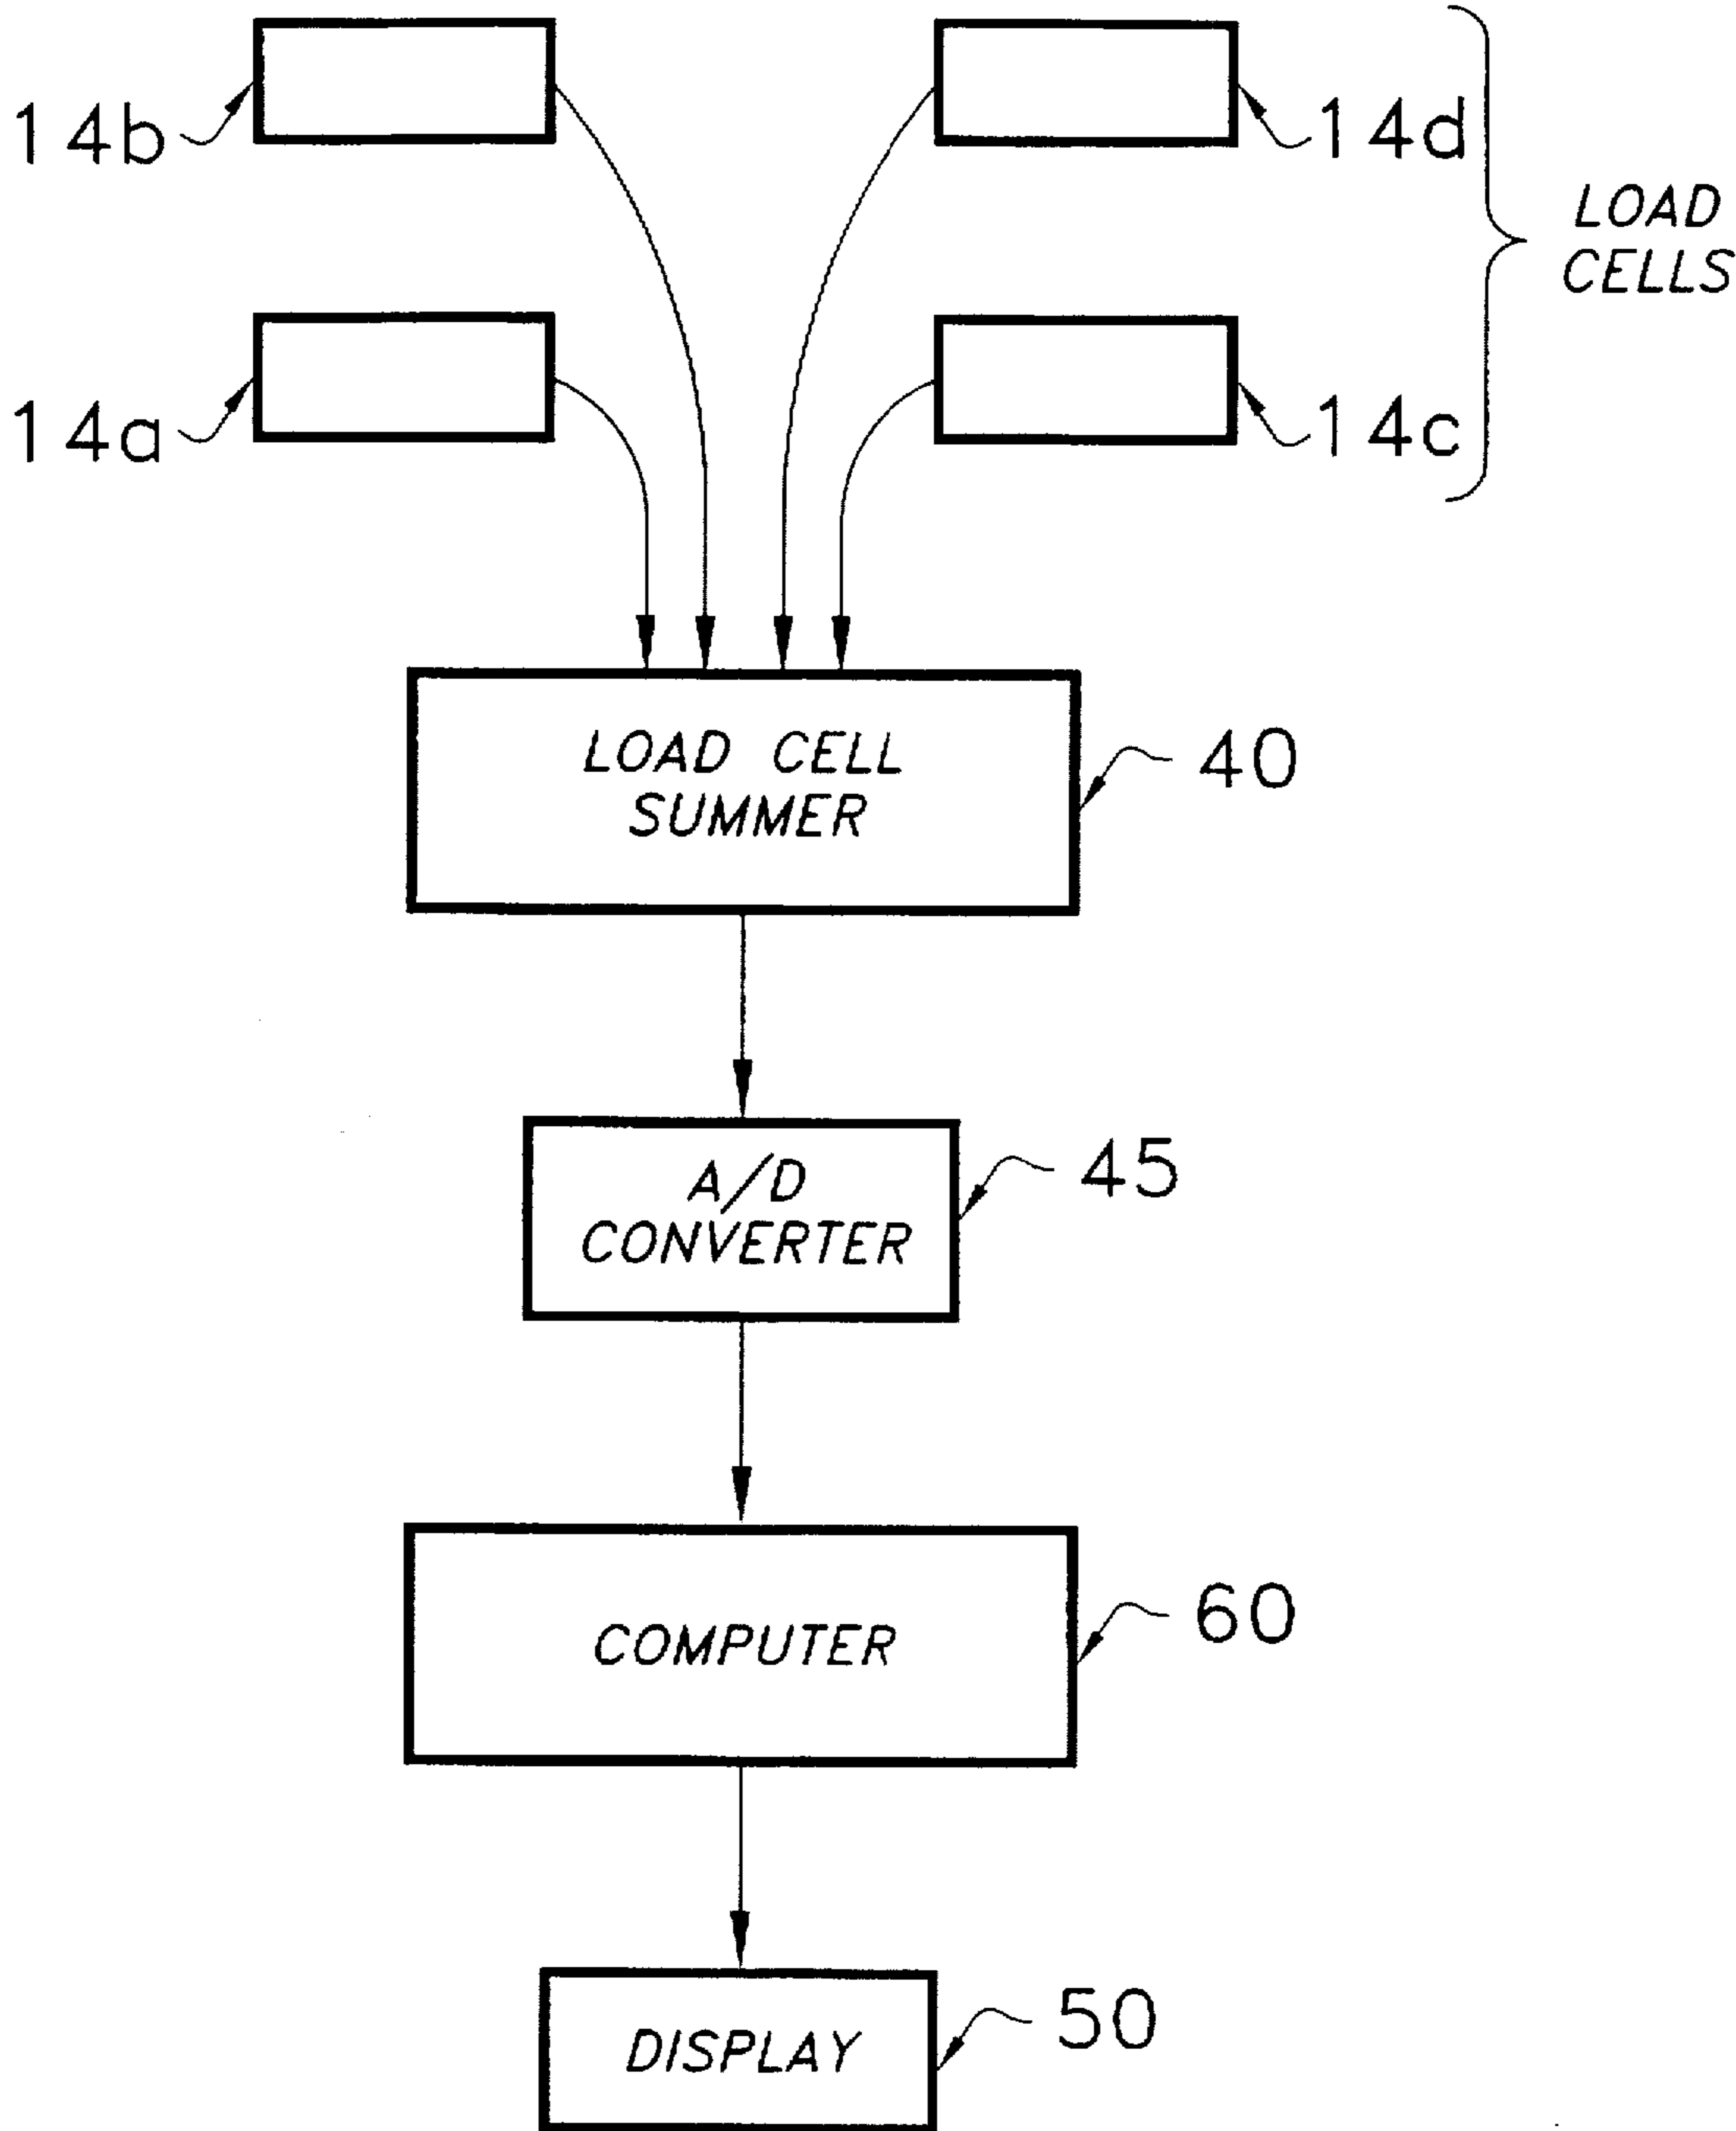 14b
14d
LOAD
CELLS
14a
14c
LOAD CELL
SUMMER
40
A/D
CONVERTER
45
COMPUTER
60
DISPLAY
50